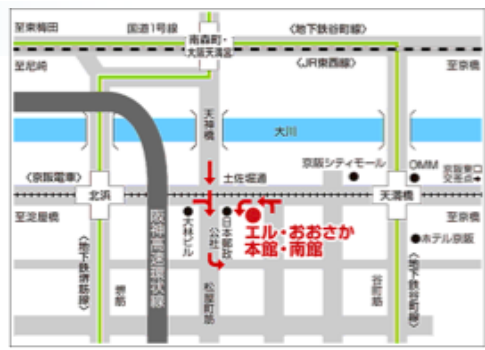 至東梅田
国道1号線
南森町・
大阪天満宮
〈地下鉄谷町線〉
至尼崎
〈JR東西線〉
至京橋
天神橋
大川
京阪シティモール
OMM
京阪東口
交差点➡
〈京阪電車〉
土佐堀通
北浜
天満橋
至淀屋橋
大林ビル
公社
日本郵政
エル・おおさか
本館・南館
至京橋
ホテル京阪
阪神高速環状線
〈地下鉄堺筋線〉
堺筋
松屋町筋
谷町筋
〈地下鉄谷町線〉